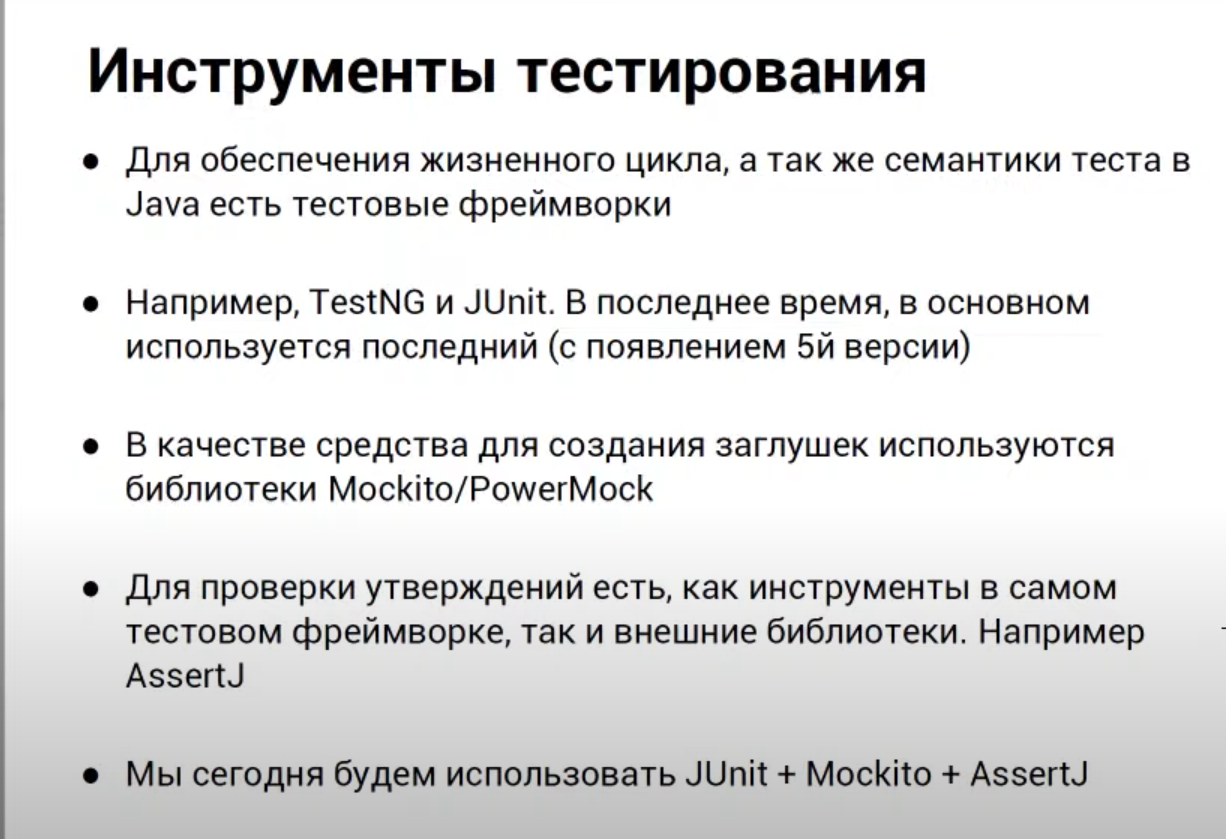 Инструменты тестирования
● Для обеспечения жизненного цикла, а так же семантики теста в
Java есть тестовые фреймворки
● Например, TestNG и JUnit. В последнее время, в основном
используется последний (с появлением 5й версии)
● В качестве средства для создания заглушек используются
библиотеки Mockito/PowerMock
● Для проверки утверждений есть, как инструменты в самом
тестовом фреймворке, так и внешние библиотеки. Например
AssertJ
● Мы сегодня будем использовать JUnit + Mockito + AssertJ